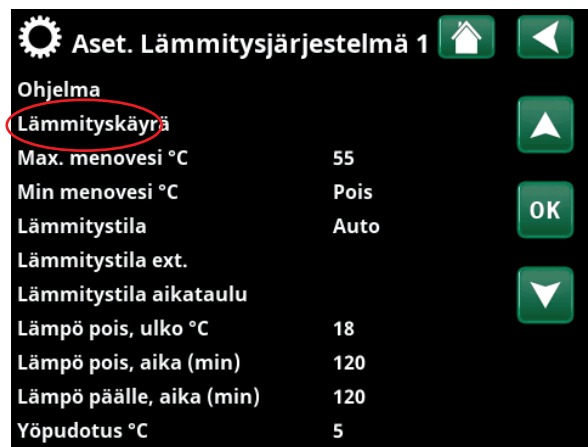 Aset. Lämmitysjärjestelmä 1
Ohjelma
Lämmityskäyrä
Max. menovesi °C 55
Min menovesi °C Pois
Lämmitystila Auto
OK
Lämmitystila ext.
Lämmitystila aikataulu
Lämpö pois, ulko °C 18
Lämpö pois, aika (min) 120
Lämpö päälle, aika (min) 120
Yöpudotus °C 5